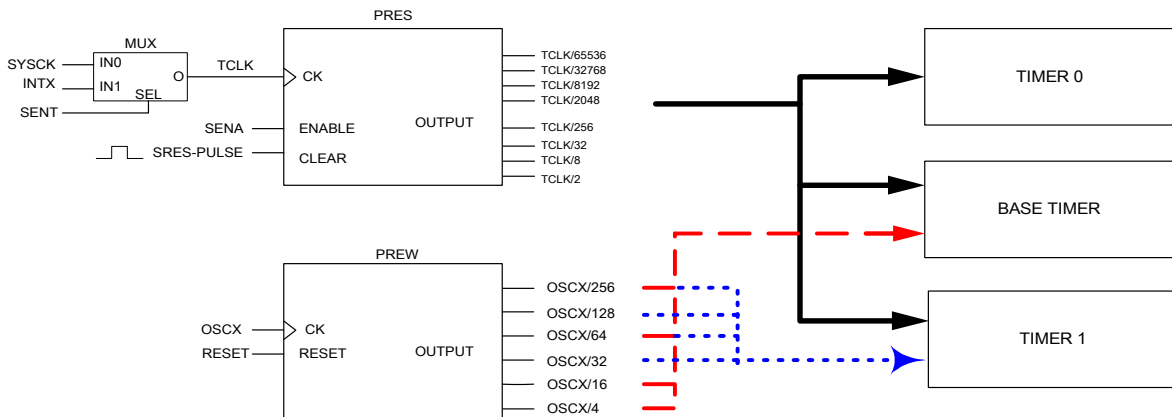 PRES
MUX
SYSCK
IN0
INTX
IN1
O
SEL
SENT
TCLK
CK
SENA
ENABLE
SRES-PULSE
CLEAR
OUTPUT
TCLK/65536
TCLK/32768
TCLK/8192
TCLK/2048
TCLK/256
TCLK/32
TCLK/8
TCLK/2
TIMER 0
BASE TIMER
TIMER 1
PREW
OSCX
CK
RESET
RESET
OUTPUT
OSCX/256
OSCX/128
OSCX/64
OSCX/32
OSCX/16
OSCX/4